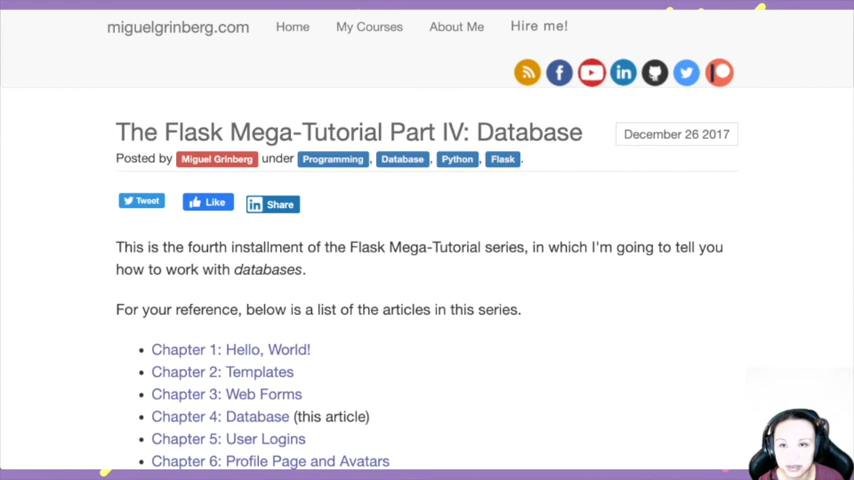 miguelgrinberg.com Home My Courses About Me Hire me!
The Flask Mega-Tutorial Part IV: Database
December 26 2017
Posted by Miguel Grinberg under Programming, Database, Python, Flask.
Tweet Like Share
This is the fourth installment of the Flask Mega-Tutorial series, in which I'm going to tell you
how to work with databases.
For your reference, below is a list of the articles in this series.
• Chapter 1: Hello, World!
• Chapter 2: Templates
• Chapter 3: Web Forms
• Chapter 4: Database (this article)
• Chapter 5: User Logins
• Chapter 6: Profile Page and Avatars